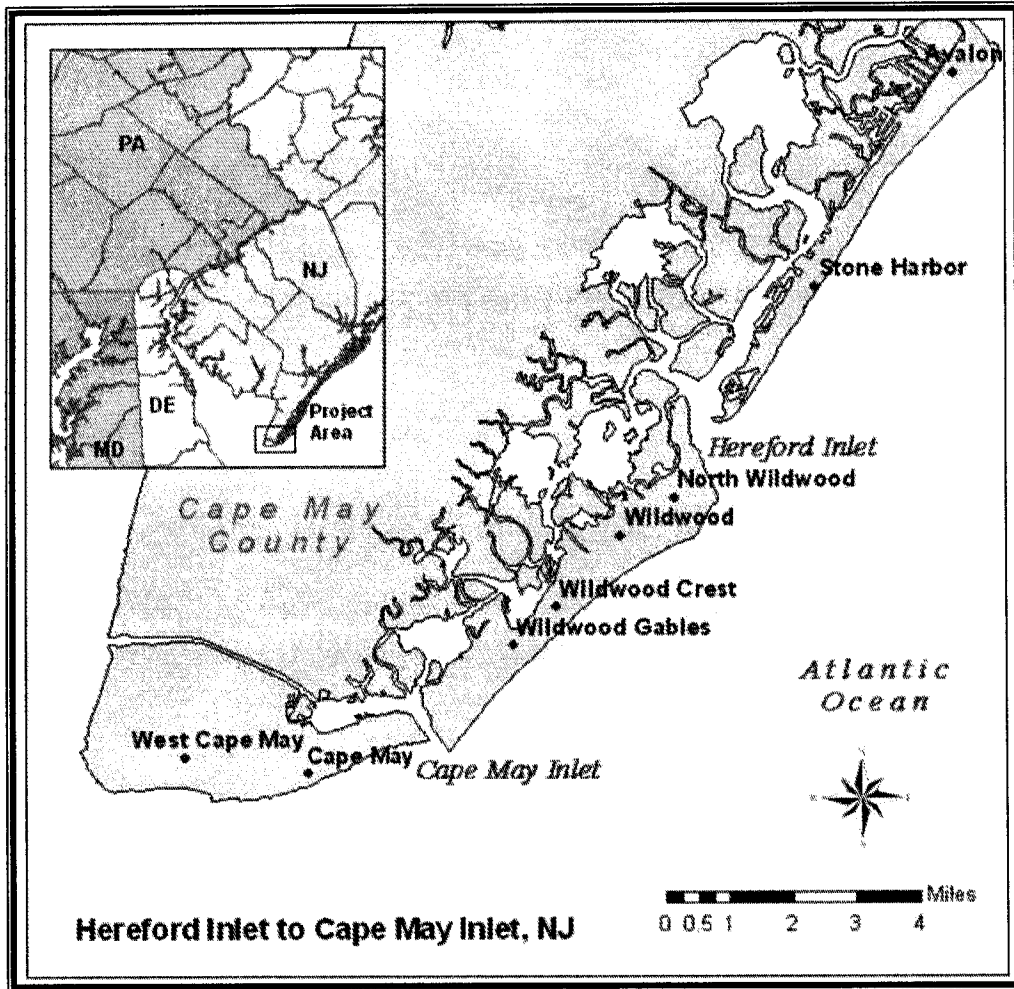 PA
NJ
DE
MD
Project
Area
Avalon
Stone Harbor
Hereford Inlet
North Wildwood
Wildwood
Wildwood Crest
Wildwood Gables
Cape May
County
Atlantic
Ocean
West Cape May
Cape May
Cape May Inlet
Miles
0 0.5 1 2 3 4
Hereford Inlet to Cape May Inlet, NJ